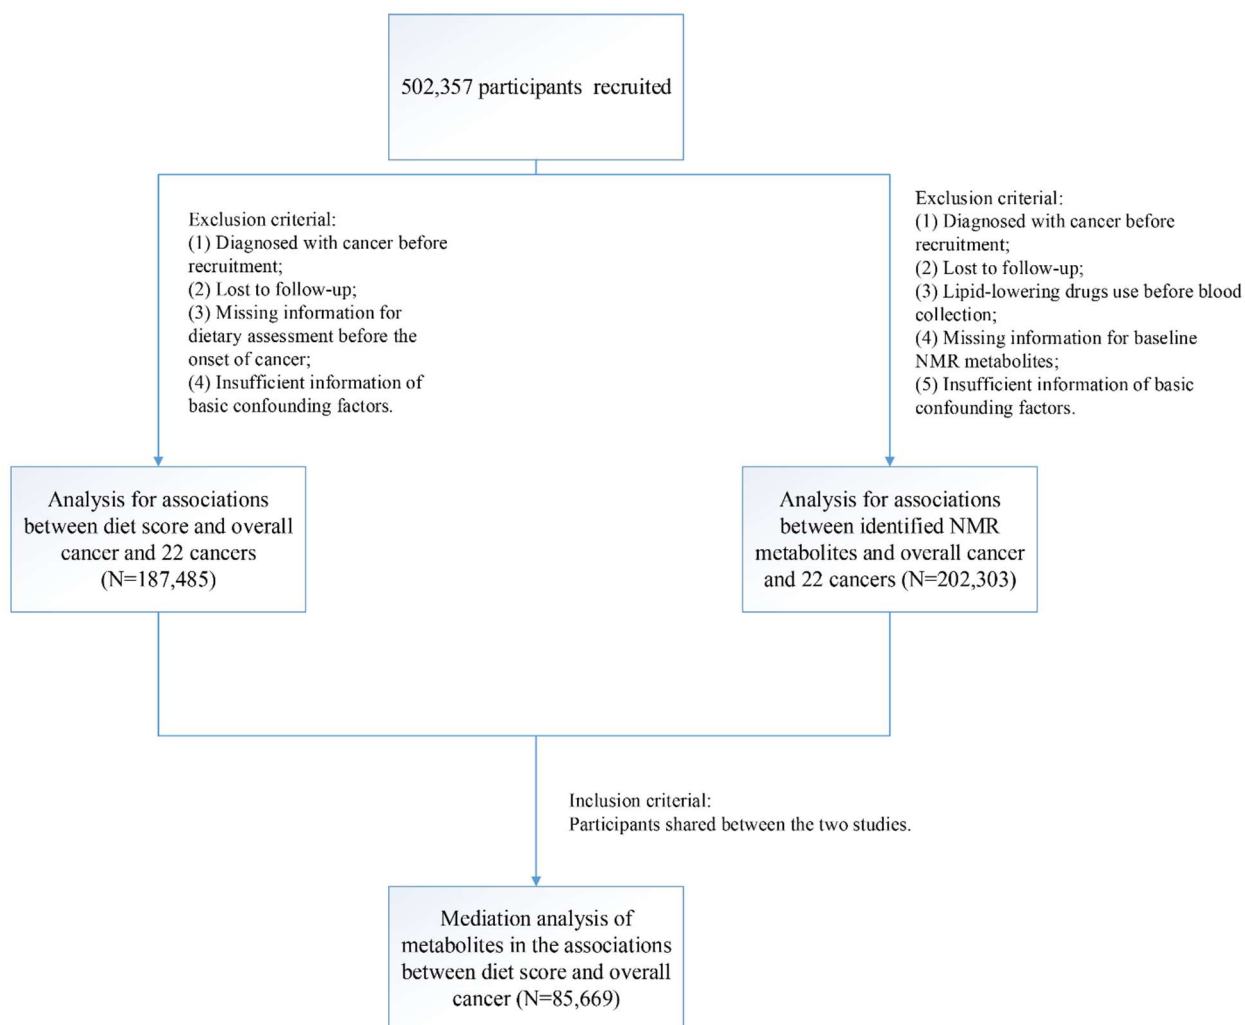 502,357 participants recruited
Exclusion criterial:
(1) Diagnosed with cancer before
recruitment;
(2) Lost to follow-up;
(3) Missing information for
dietary assessment before the
onset of cancer;
(4) Insufficient information of
basic confounding factors.
Exclusion criterial:
(1) Diagnosed with cancer before
recruitment;
(2) Lost to follow-up;
(3) Lipid-lowering drugs use before blood
collection;
(4) Missing information for baseline
NMR metabolites;
(5) Insufficient information of basic
confounding factors.
Analysis for associations
between diet score and overall
cancer and 22 cancers
(N=187,485)
Analysis for associations
between identified NMR
metabolites and overall cancer
and 22 cancers (N=202,303)
Inclusion criterial:
Participants shared between the two studies.
Mediation analysis of
metabolites in the associations
between diet score and overall
cancer (N=85,669)